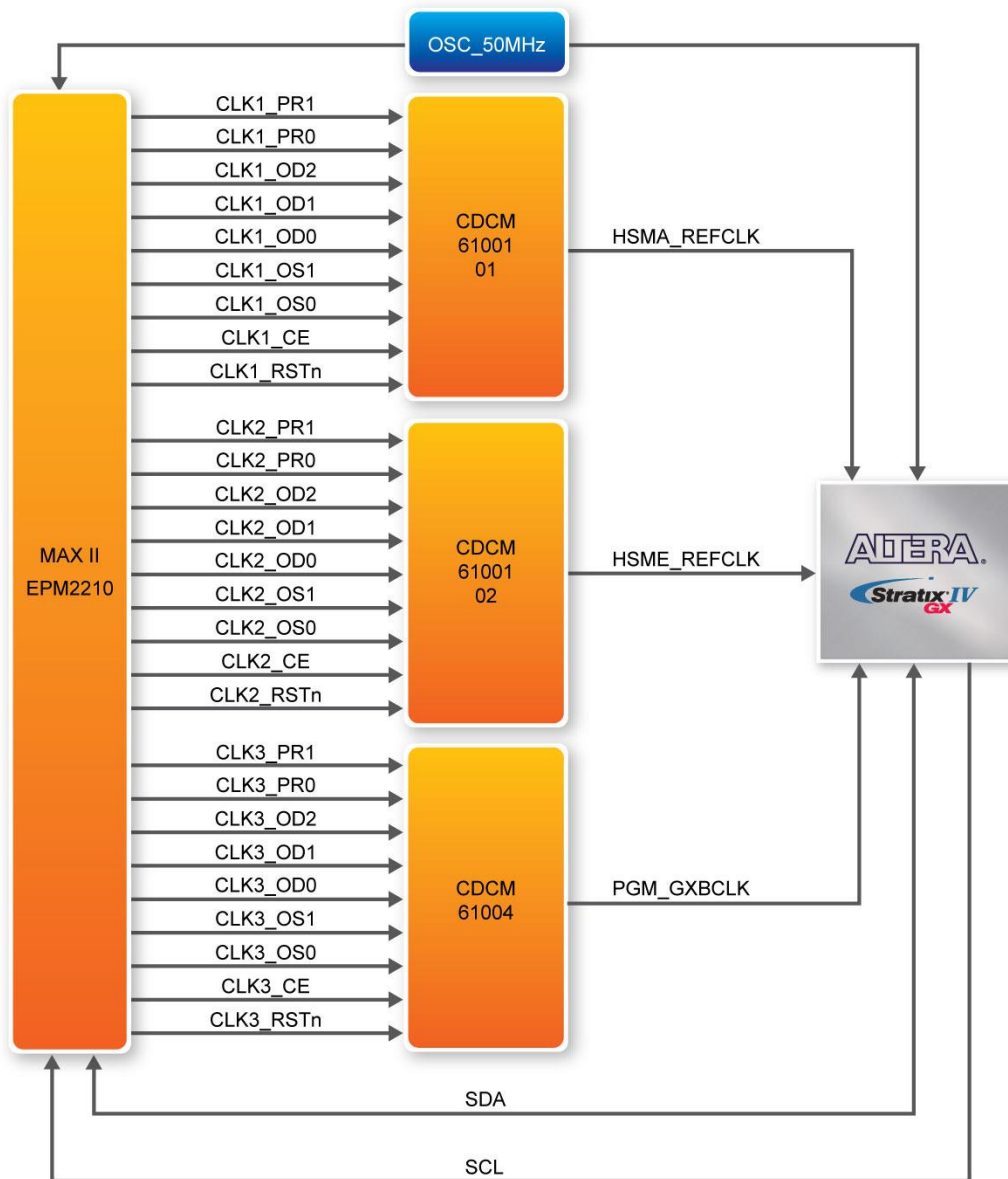 OSC_50MHz
MAX II
EPM2210
CLK1_PR1
CLK1_PR0
CLK1_OD2
CLK1_OD1
CLK1_OD0
CLK1_OS1
CLK1_OS0
CLK1_CE
CLK1_RSTn
CDCM
61001
01
HSMA_REFCLK
CLK2_PR1
CLK2_PR0
CLK2_OD2
CLK2_OD1
CLK2_OD0
CLK2_OS1
CLK2_OS0
CLK2_CE
CLK2_RSTn
CDCM
61001
02
HSME_REFCLK
ALTERA.
Stratix IV
GX
CLK3_PR1
CLK3_PR0
CLK3_OD2
CLK3_OD1
CLK3_OD0
CLK3_OS1
CLK3_OS0
CLK3_CE
CLK3_RSTn
CDCM
61004
PGM_GXBCLK
SDA
SCL